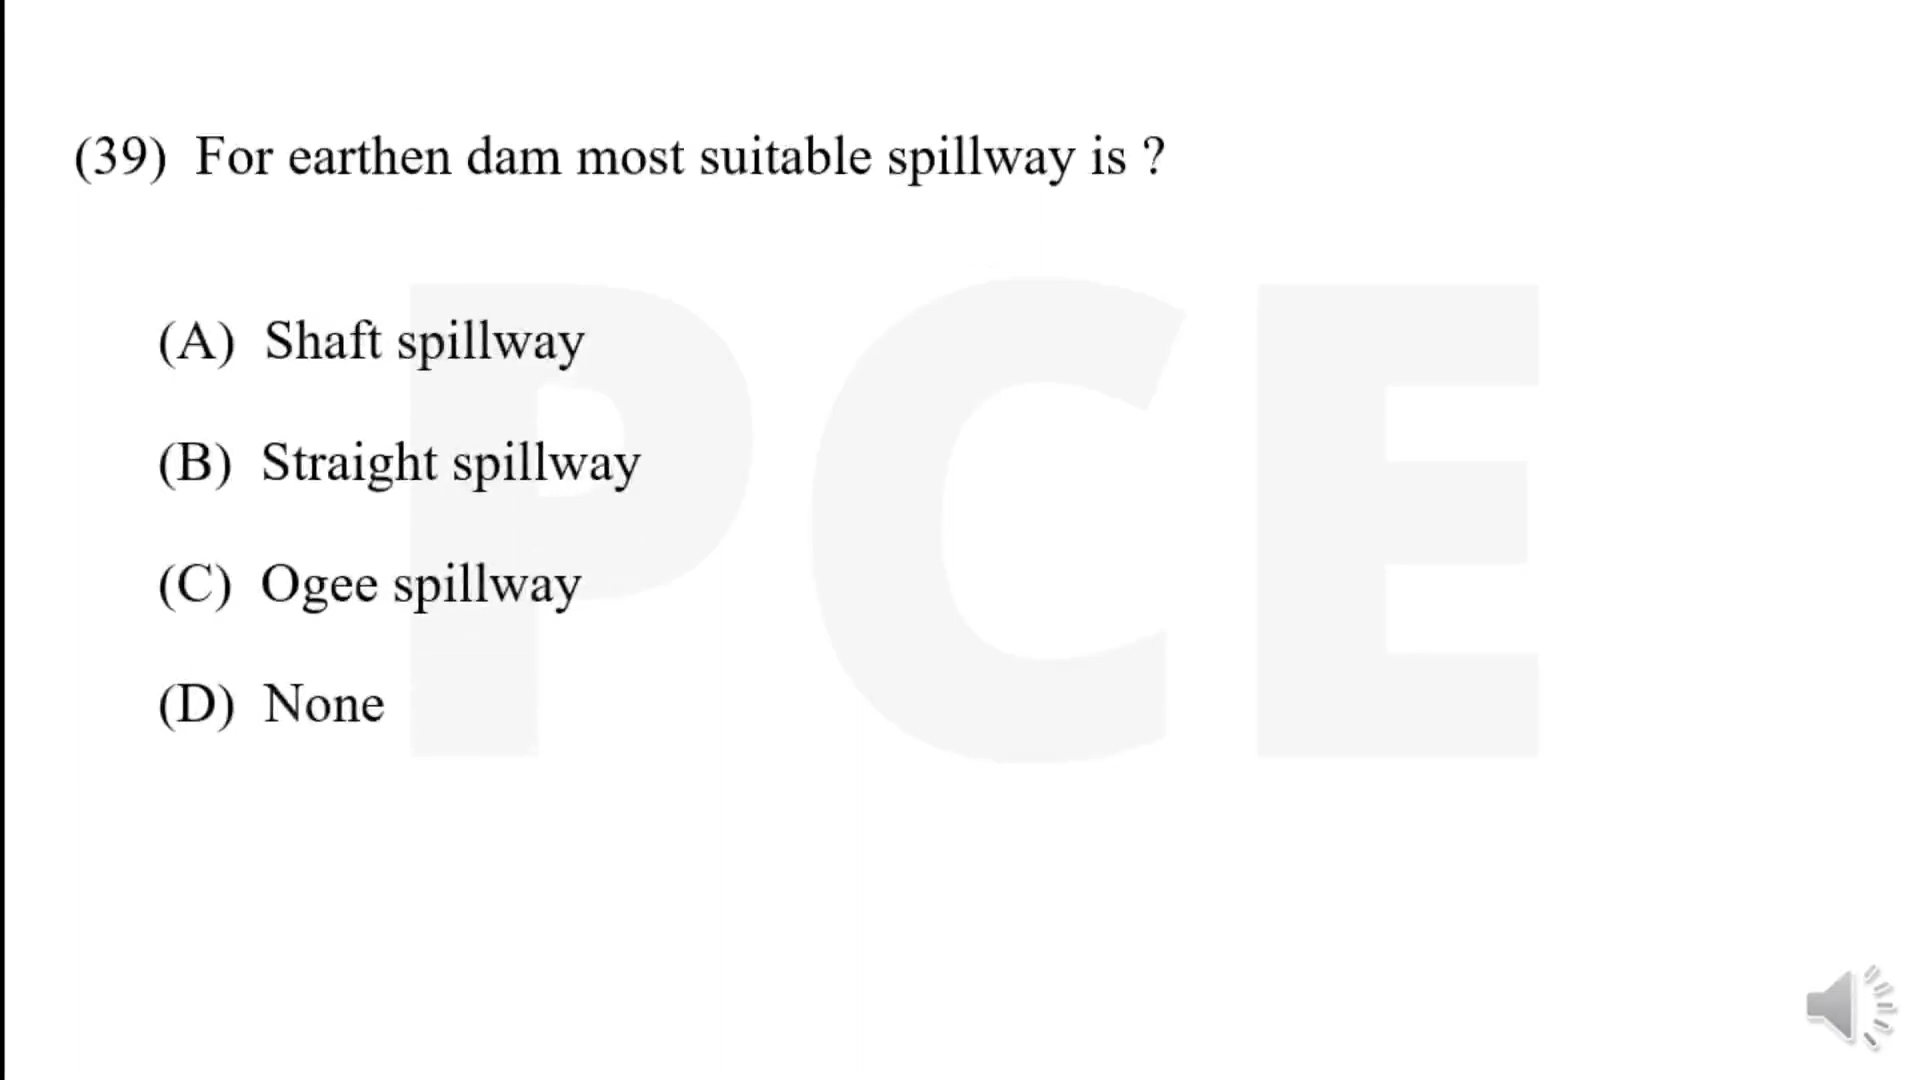 (39) For earthen dam most suitable spillway is ?
(A) Shaft spillway
(B) Straight spillway
(C) Ogee spillway
(D) None
PCE